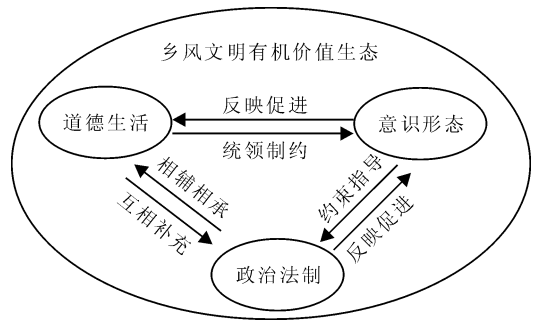 乡风文明有机价值生态
反映促进
道德生活
意识形态
统领制约
相辅相承
互相补充
约束指导
反映促进
政治法制